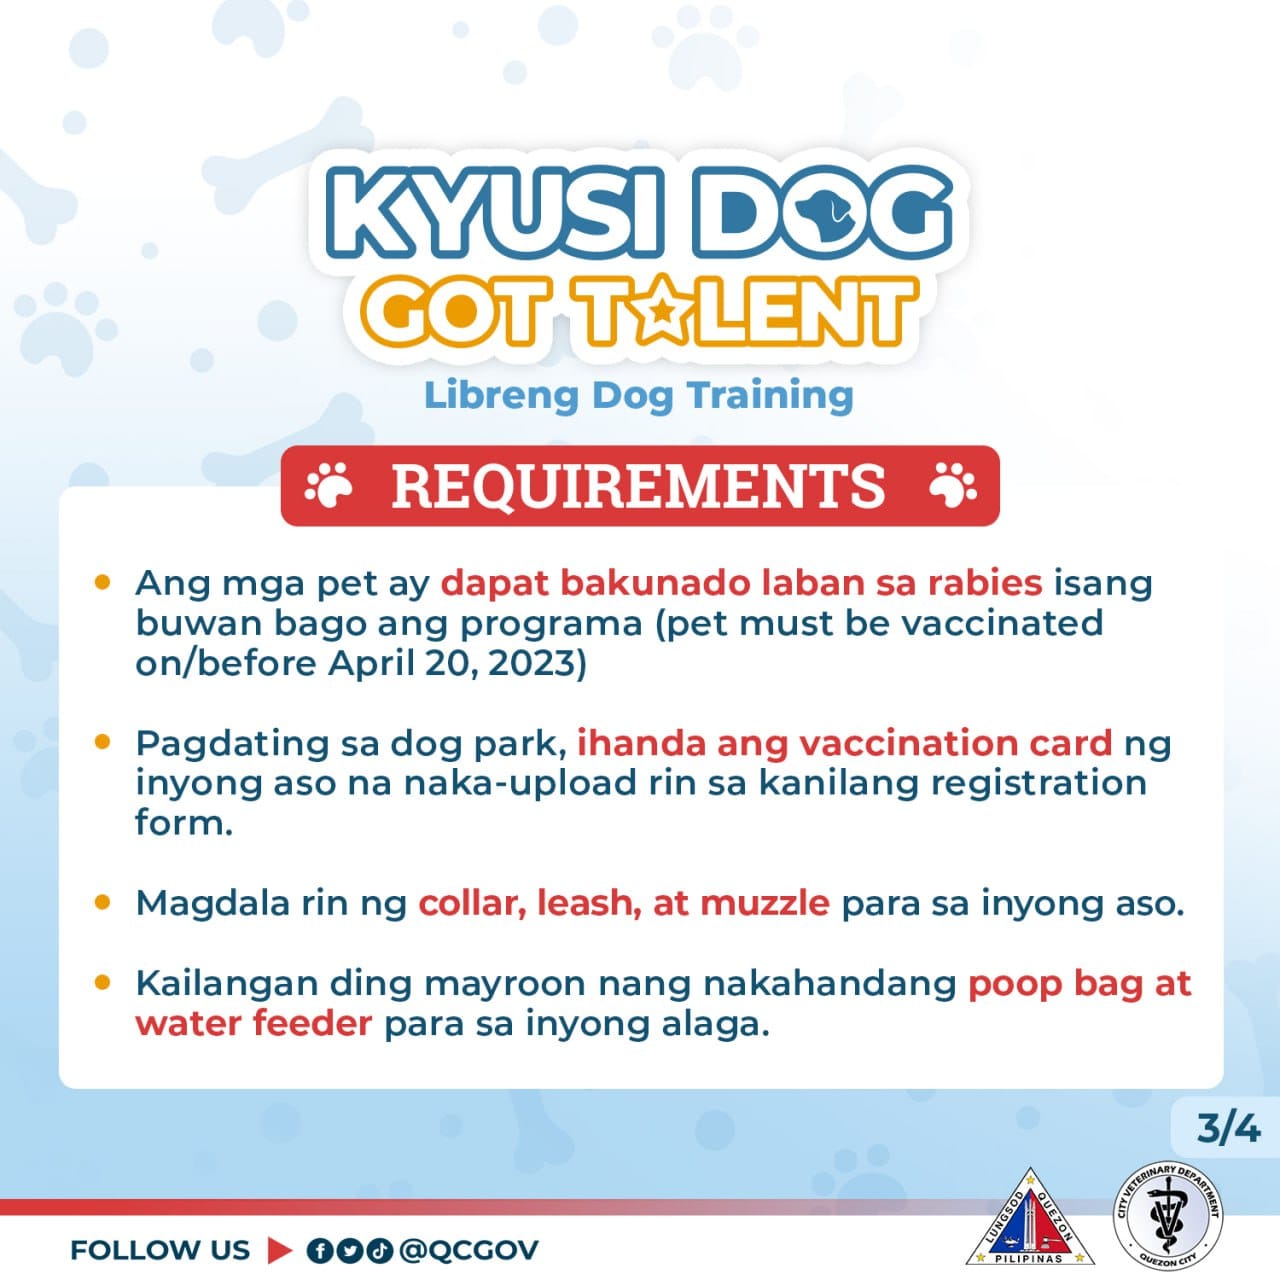 KYUSI DOG
GOT TALENT
Libreng Dog Training
REQUIREMENTS
• Ang mga pet ay dapat bakunado laban sa rabies isang
buwan bago ang programa (pet must be vaccinated
on/before April 20, 2023)
• Pagdating sa dog park, ihanda ang vaccination card ng
inyong aso na naka-upload rin sa kanilang registration
form.
• Magdala rin ng collar, leash, at muzzle para sa inyong aso.
• Kailangan ding mayroon nang nakahandang poop bag at
water feeder para sa inyong alaga.
3/4
FOLLOW US @QCGOV
LUNGSOD QUEZON
PILIPINAS
CITY VETERINARY DEPARTMENT
QUEZON CITY